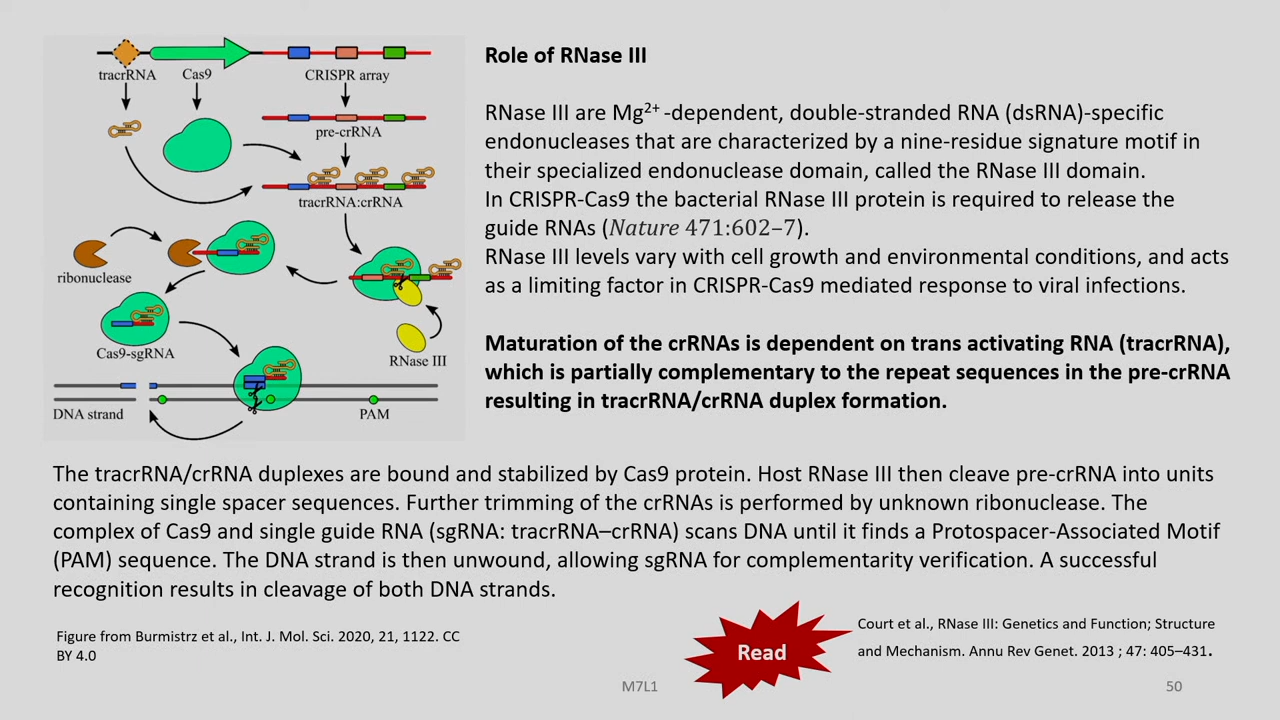 tracrRNA
Cas9
CRISPR array
pre-crRNA
tracrRNA:crRNA
ribonuclease
Cas9-sgRNA
RNase III
DNA strand
PAM
Role of RNase III
RNase III are Mg²⁺ -dependent, double-stranded RNA (dsRNA)-specific
endonucleases that are characterized by a nine-residue signature motif in
their specialized endonuclease domain, called the RNase III domain.
In CRISPR-Cas9 the bacterial RNase III protein is required to release the
guide RNAs (Nature 471:602–7).
RNase III levels vary with cell growth and environmental conditions, and acts
as a limiting factor in CRISPR-Cas9 mediated response to viral infections.
Maturation of the crRNAs is dependent on trans activating RNA (tracrRNA),
which is partially complementary to the repeat sequences in the pre-crRNA
resulting in tracrRNA/crRNA duplex formation.
The tracrRNA/crRNA duplexes are bound and stabilized by Cas9 protein. Host RNase III then cleave pre-crRNA into units
containing single spacer sequences. Further trimming of the crRNAs is performed by unknown ribonuclease. The
complex of Cas9 and single guide RNA (sgRNA: tracrRNA–crRNA) scans DNA until it finds a Protospacer-Associated Motif
(PAM) sequence. The DNA strand is then unwound, allowing sgRNA for complementarity verification. A successful
recognition results in cleavage of both DNA strands.
Figure from Burmistrz et al., Int. J. Mol. Sci. 2020, 21, 1122. CC
BY 4.0
Read
Court et al., RNase III: Genetics and Function; Structure
and Mechanism. Annu Rev Genet. 2013 ; 47: 405–431.
M7L1
50